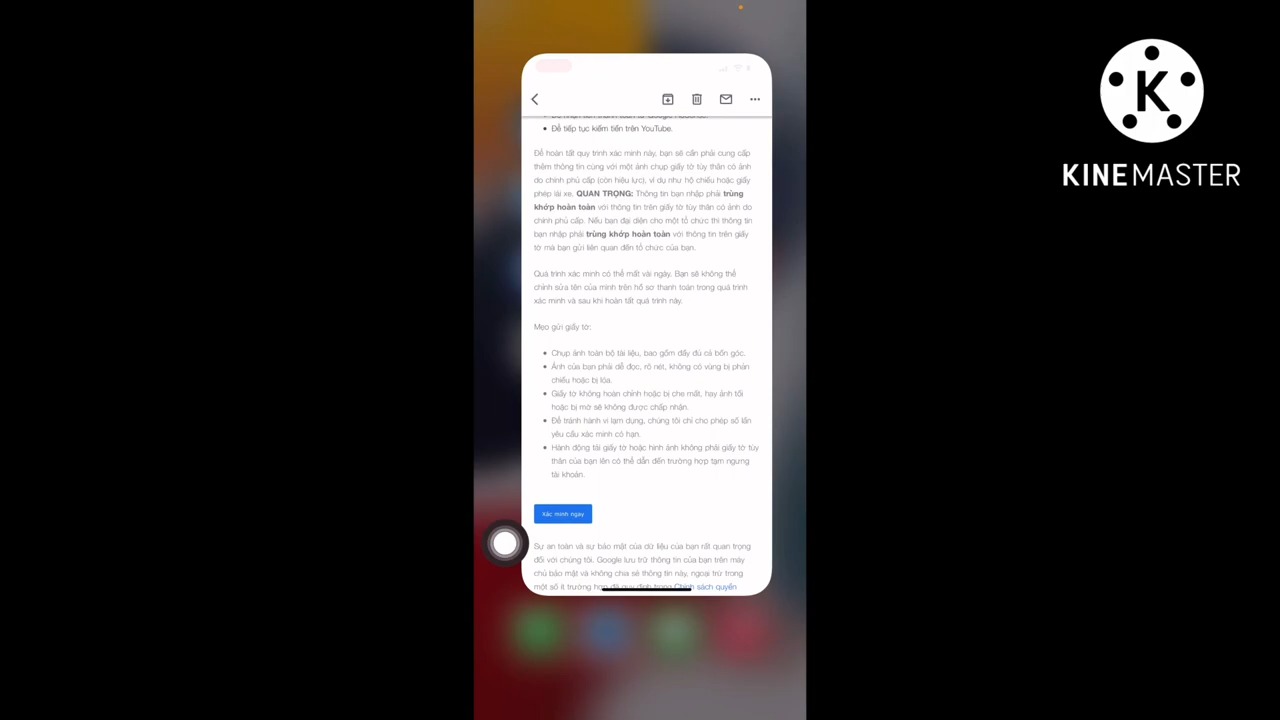 Để tiếp tục kiếm tiền trên YouTube.
Để hoàn tất quy trình xác minh này, bạn sẽ cần phải cung cấp
thêm thông tin cùng với một ảnh chụp giấy tờ tùy thân có ảnh
do chính phủ cấp (còn hiệu lực), ví dụ như hộ chiếu hoặc giấy
phép lái xe. QUAN TRỌNG: Thông tin bạn nhập phải trùng
khớp hoàn toàn với thông tin trên giấy tờ tùy thân có ảnh do
chính phủ cấp. Nếu bạn đại diện cho một tổ chức thì thông tin
bạn nhập phải trùng khớp hoàn toàn với thông tin trên giấy
tờ mà bạn gửi liên quan đến tổ chức của bạn.
Quá trình xác minh có thể mất vài ngày. Bạn sẽ không thể
chỉnh sửa tên của mình trên hồ sơ thanh toán trong quá trình
xác minh và sau khi hoàn tất quá trình này.
Mẹo gửi giấy tờ:
Chụp ảnh toàn bộ tài liệu, bao gồm đầy đủ cả bốn góc.
Ảnh của bạn phải dễ đọc, rõ nét, không có vùng bị phản
chiếu hoặc bị lóa.
Giấy tờ không hoàn chỉnh hoặc bị che mất, hay ảnh tối
hoặc bị mờ sẽ không được chấp nhận.
Để tránh hành vi lạm dụng, chúng tôi chỉ cho phép số lần
yêu cầu xác minh có hạn.
Hành động tải giấy tờ hoặc hình ảnh không phải giấy tờ tùy
thân của bạn lên có thể dẫn đến trường hợp tạm ngưng
tài khoản.
Xác minh ngay
Sự an toàn và sự bảo mật của dữ liệu của bạn rất quan trọng
đối với chúng tôi. Google lưu trữ thông tin của bạn trên máy
chủ bảo mật và không chia sẻ thông tin này, ngoại trừ trong
một số ít trường hợp đã quy định trong Chính sách quyền
K
KINEMASTER